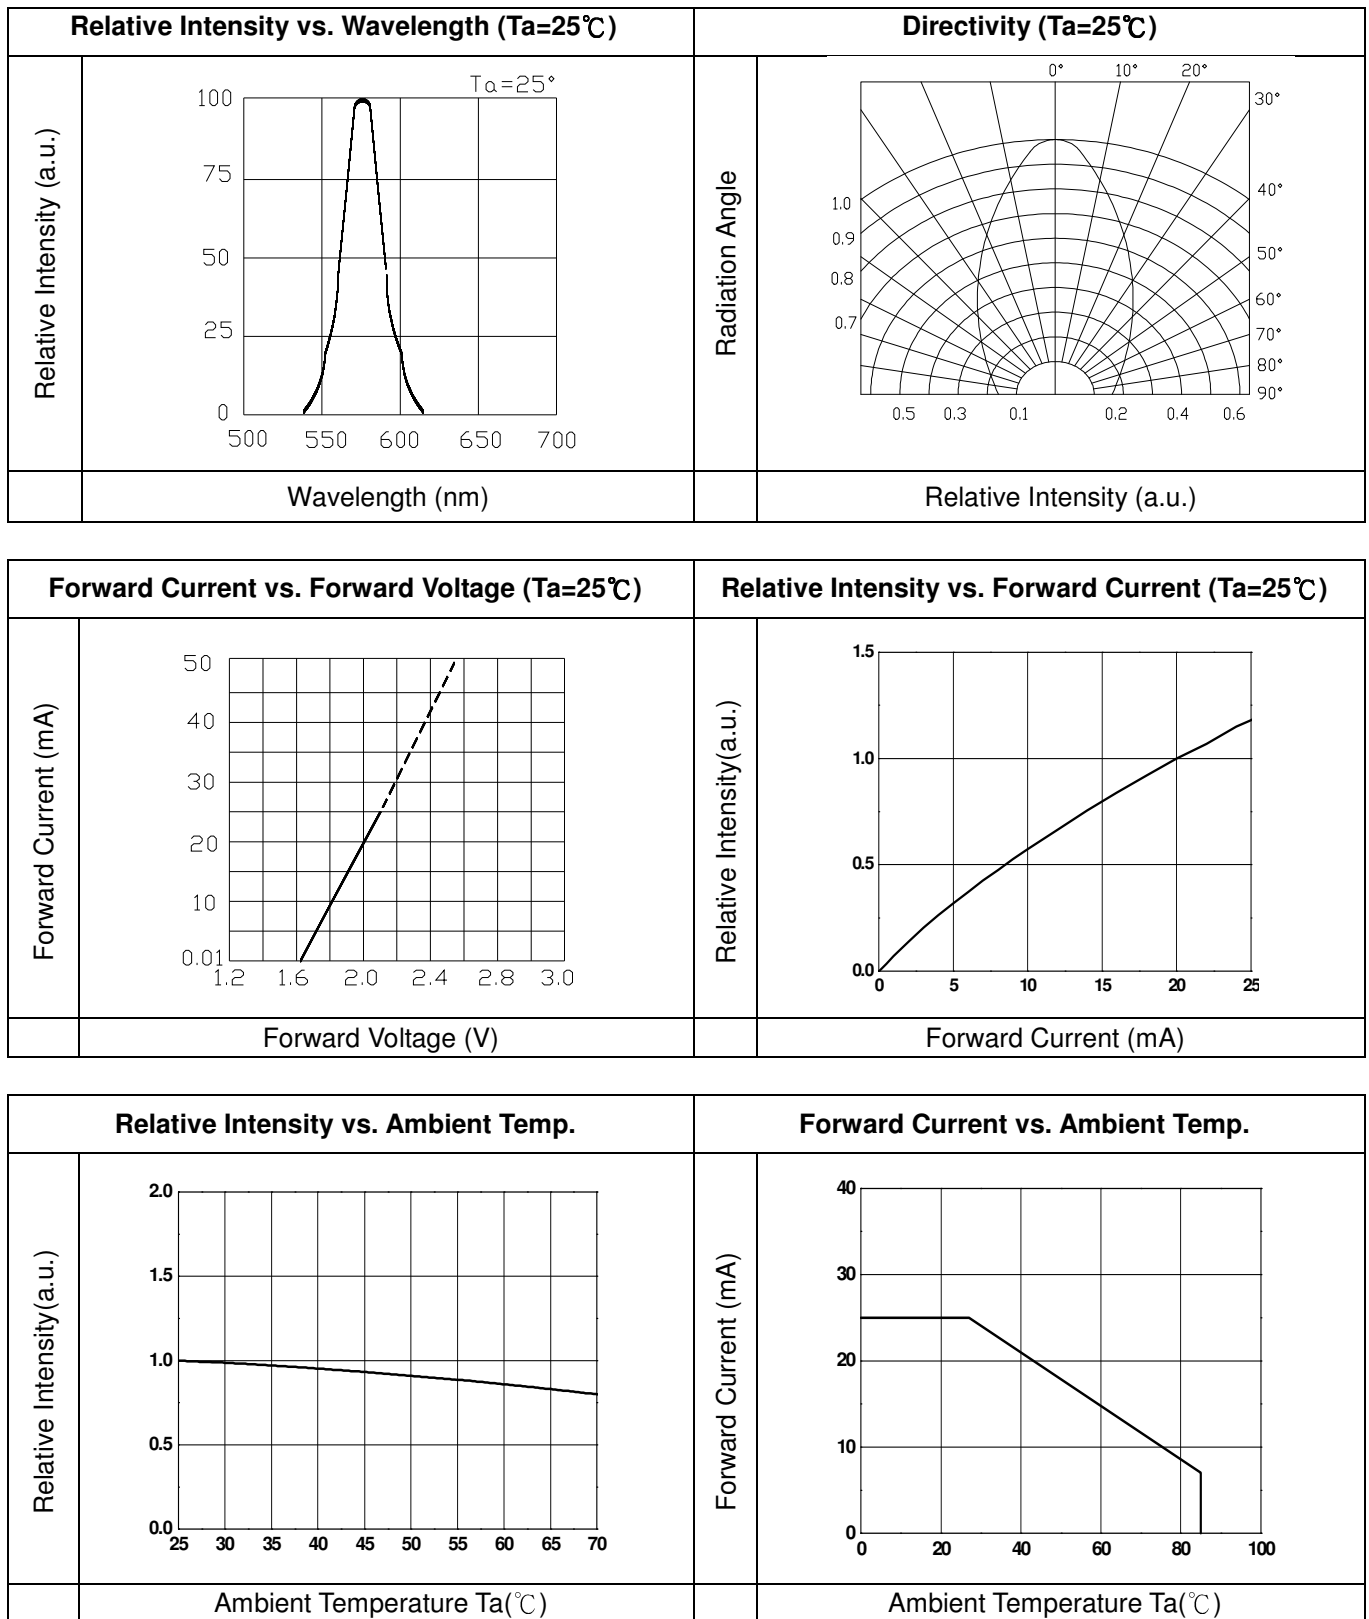 Relative Intensity vs. Wavelength (Ta=25℃)
Directivity (Ta=25℃)
Relative Intensity (a.u.)
Ta=25°
100
75
50
25
0
500 550 600 650 700
Wavelength (nm)
Radiation Angle
0° 10° 20°
30°
40°
50°
60°
70°
80°
90°
1.0
0.9
0.8
0.7
0.5 0.3 0.1 0.2 0.4 0.6
Relative Intensity (a.u.)
Forward Current vs. Forward Voltage (Ta=25℃)
Relative Intensity vs. Forward Current (Ta=25℃)
Forward Current (mA)
50
40
30
20
10
0.01
1.2 1.6 2.0 2.4 2.8 3.0
Forward Voltage (V)
Relative Intensity(a.u.)
1.5
1.0
0.5
0.0
0 5 10 15 20 25
Forward Current (mA)
Relative Intensity vs. Ambient Temp.
Forward Current vs. Ambient Temp.
Relative Intensity(a.u.)
2.0
1.5
1.0
0.5
0.0
25 30 35 40 45 50 55 60 65 70
Ambient Temperature Ta(℃)
Forward Current (mA)
40
30
20
10
0
0 20 40 60 80 100
Ambient Temperature Ta(℃)